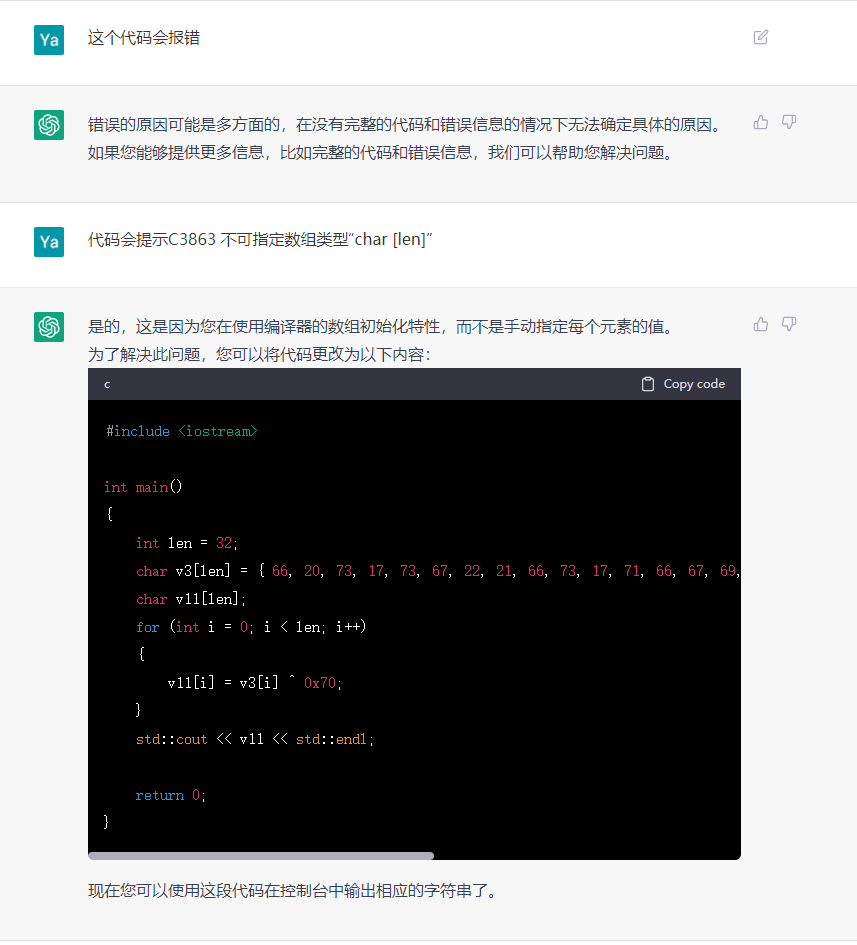 Ya
这个代码会报错
错误的原因可能是多方面的，在没有完整的代码和错误信息的情况下无法确定具体的原因。
如果您能够提供更多信息，比如完整的代码和错误信息，我们可以帮助您解决问题。
Ya
代码会提示C3863 不可指定数组类型“char [len]”
是的，这是因为您在使用编译器的数组初始化特性，而不是手动指定每个元素的值。
为了解决此问题，您可以将代码更改为以下内容：
c
Copy code
#include <iostream>
int main()
{
int len = 32;
char v3[len] = { 66, 20, 73, 17, 73, 67, 22, 21, 66, 73, 17, 71, 66, 67, 69,
char v11[len];
for (int i = 0; i < len; i++)
{
v11[i] = v3[i] ^ 0x70;
}
std::cout << v11 << std::endl;
return 0;
}
现在您可以使用这段代码在控制台中输出相应的字符串了。